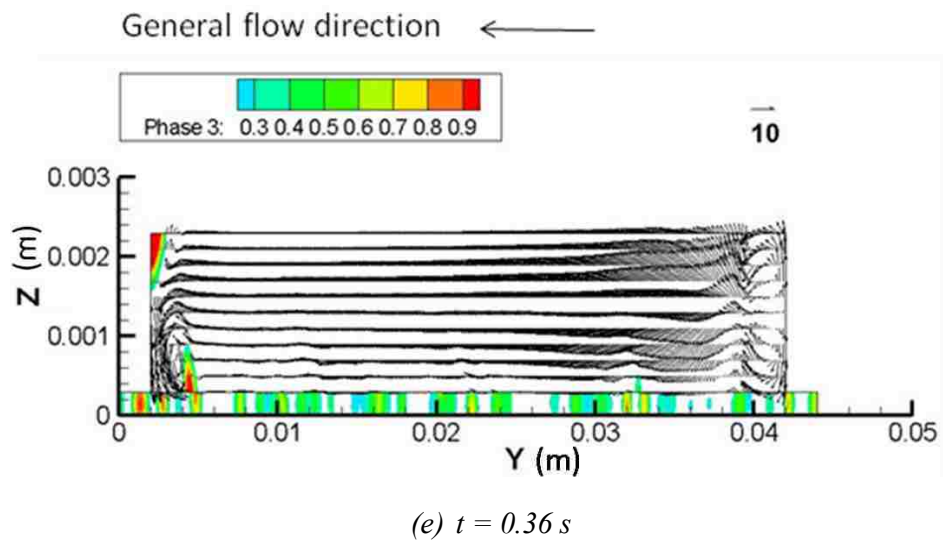 General flow direction
Phase 3: 0.3 0.4 0.5 0.6 0.7 0.8 0.9
10
0.003
0.002
0.001
0
Z (m)
0 0.01 0.02 0.03 0.04 0.05
Y (m)
(e) t = 0.36 s